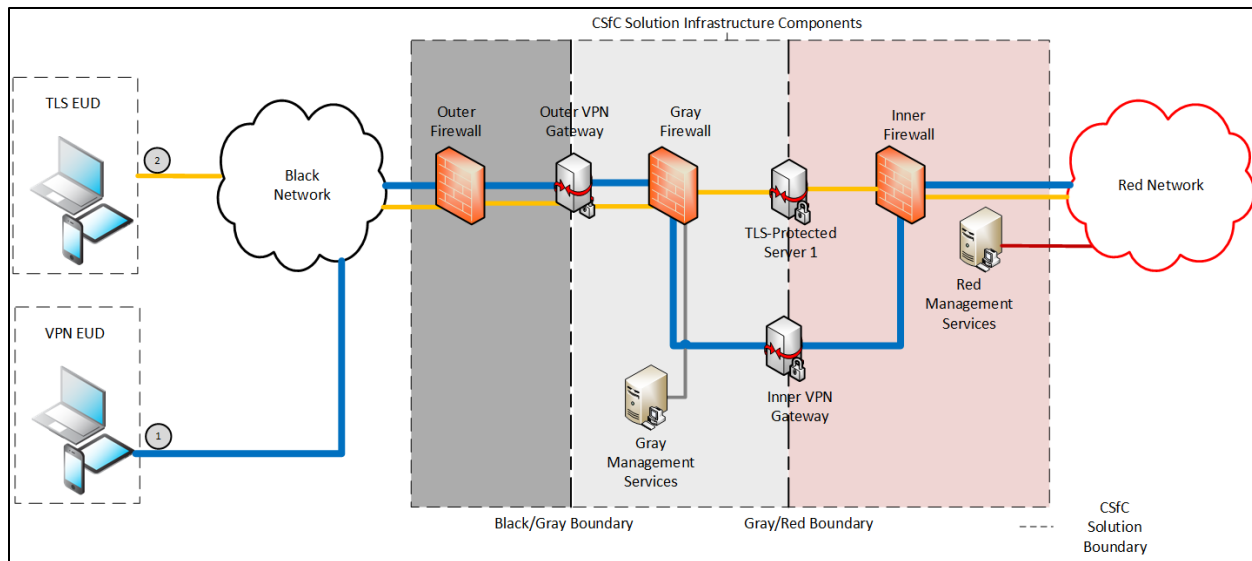 CSfC Solution Infrastructure Components
TLS EUD
2
Black
Network
Outer
Firewall
Outer VPN
Gateway
Gray
Firewall
Inner
Firewall
Red Network
TLS-Protected
Server 1
Red
Management
Services
VPN EUD
1
Inner VPN
Gateway
Gray
Management
Services
Black/Gray Boundary
Gray/Red Boundary
CSfC
Solution
Boundary